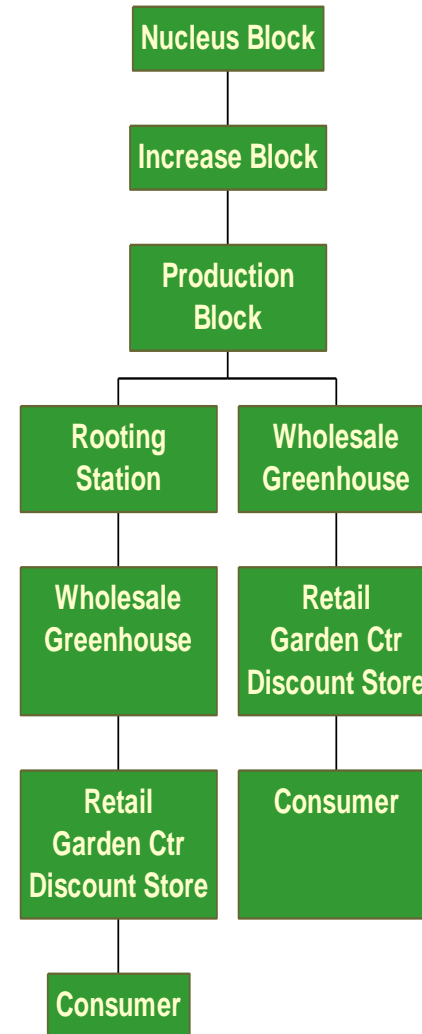 Nucleus Block
Increase Block
Production
Block
Rooting
Station
Wholesale
Greenhouse
Wholesale
Greenhouse
Retail
Garden Ctr
Discount Store
Retail
Garden Ctr
Discount Store
Consumer
Consumer